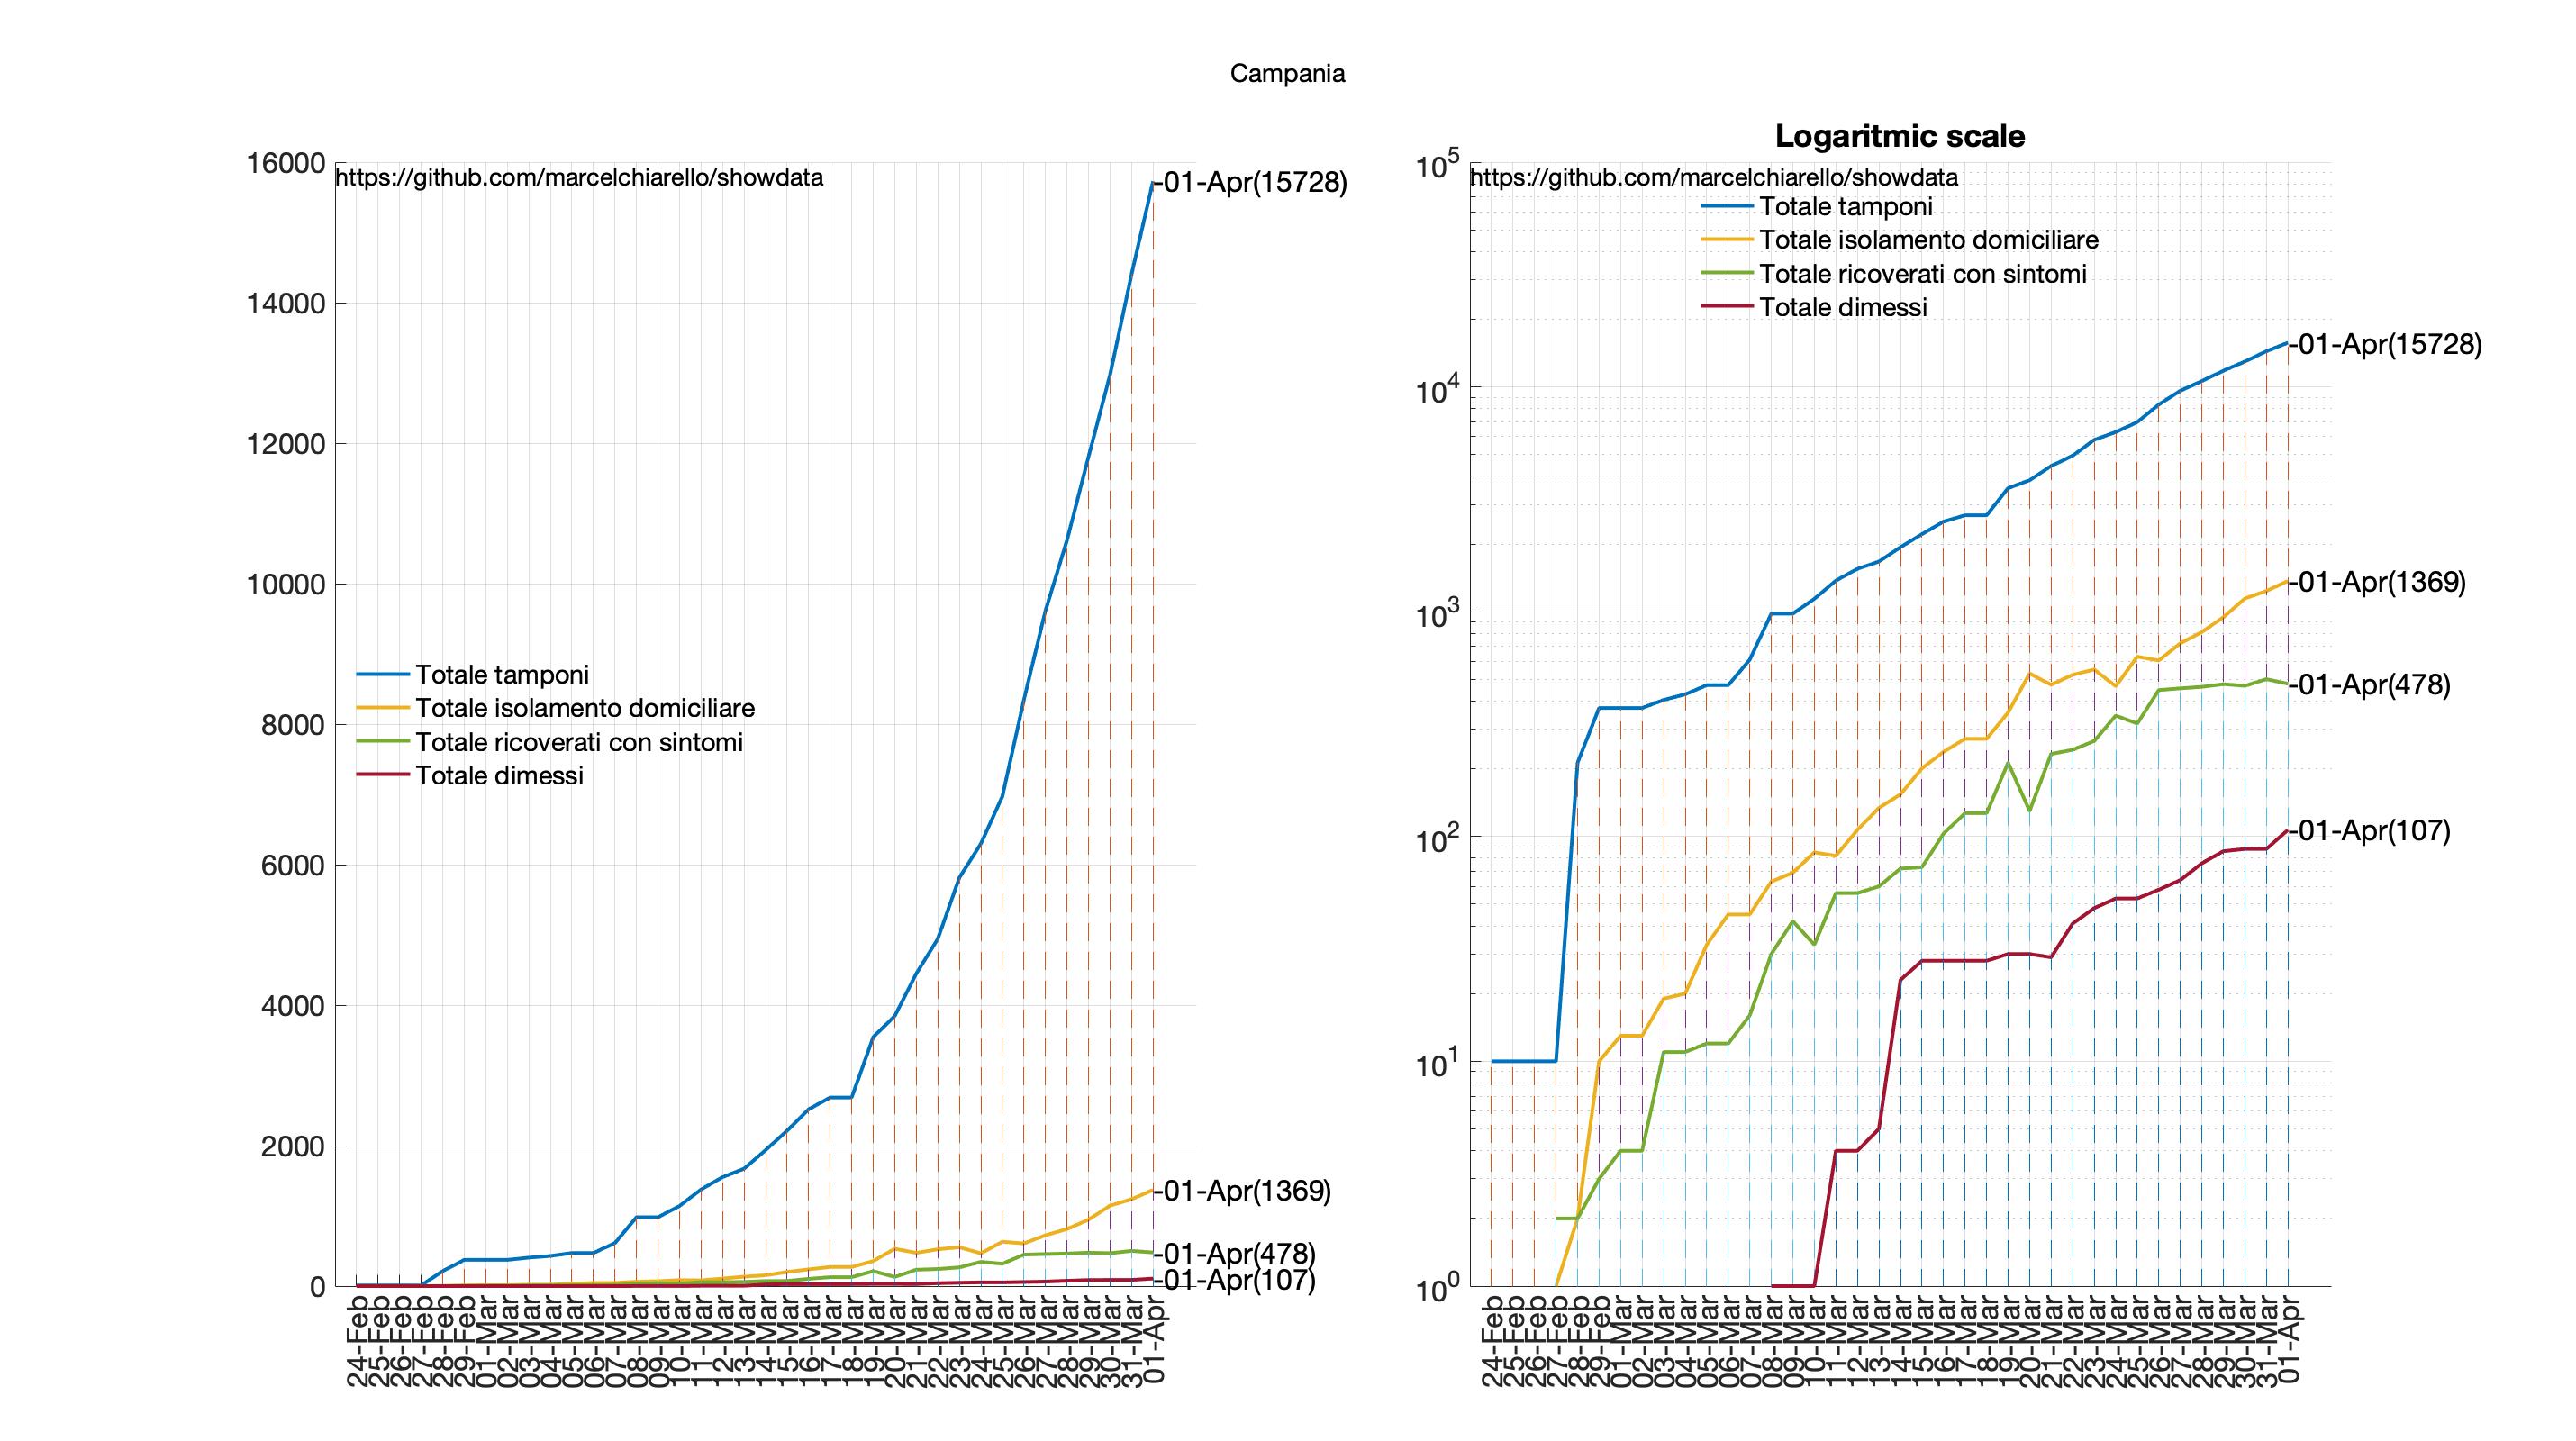 Campania
16000
14000
12000
10000
8000
6000
4000
2000
0
https://github.com/marcelchiarello/showdata
Totale tamponi
Totale isolamento domiciliare
Totale ricoverati con sintomi
Totale dimessi
-01-Apr(15728)
-01-Apr(1369)
-01-Apr(478)
-01-Apr(107)
24-Feb
25-Feb
26-Feb
27-Feb
28-Feb
29-Feb
01-Mar
02-Mar
03-Mar
04-Mar
05-Mar
06-Mar
07-Mar
08-Mar
09-Mar
10-Mar
11-Mar
12-Mar
13-Mar
14-Mar
15-Mar
16-Mar
17-Mar
18-Mar
19-Mar
20-Mar
21-Mar
22-Mar
23-Mar
24-Mar
25-Mar
26-Mar
27-Mar
28-Mar
29-Mar
30-Mar
31-Mar
01-Apr
Logaritmic scale
10^5
10^4
10^3
10^2
10^1
10^0
https://github.com/marcelchiarello/showdata
Totale tamponi
Totale isolamento domiciliare
Totale ricoverati con sintomi
Totale dimessi
-01-Apr(15728)
-01-Apr(1369)
-01-Apr(478)
-01-Apr(107)
24-Feb
25-Feb
26-Feb
27-Feb
28-Feb
29-Feb
01-Mar
02-Mar
03-Mar
04-Mar
05-Mar
06-Mar
07-Mar
08-Mar
09-Mar
10-Mar
11-Mar
12-Mar
13-Mar
14-Mar
15-Mar
16-Mar
17-Mar
18-Mar
19-Mar
20-Mar
21-Mar
22-Mar
23-Mar
24-Mar
25-Mar
26-Mar
27-Mar
28-Mar
29-Mar
30-Mar
31-Mar
01-Apr